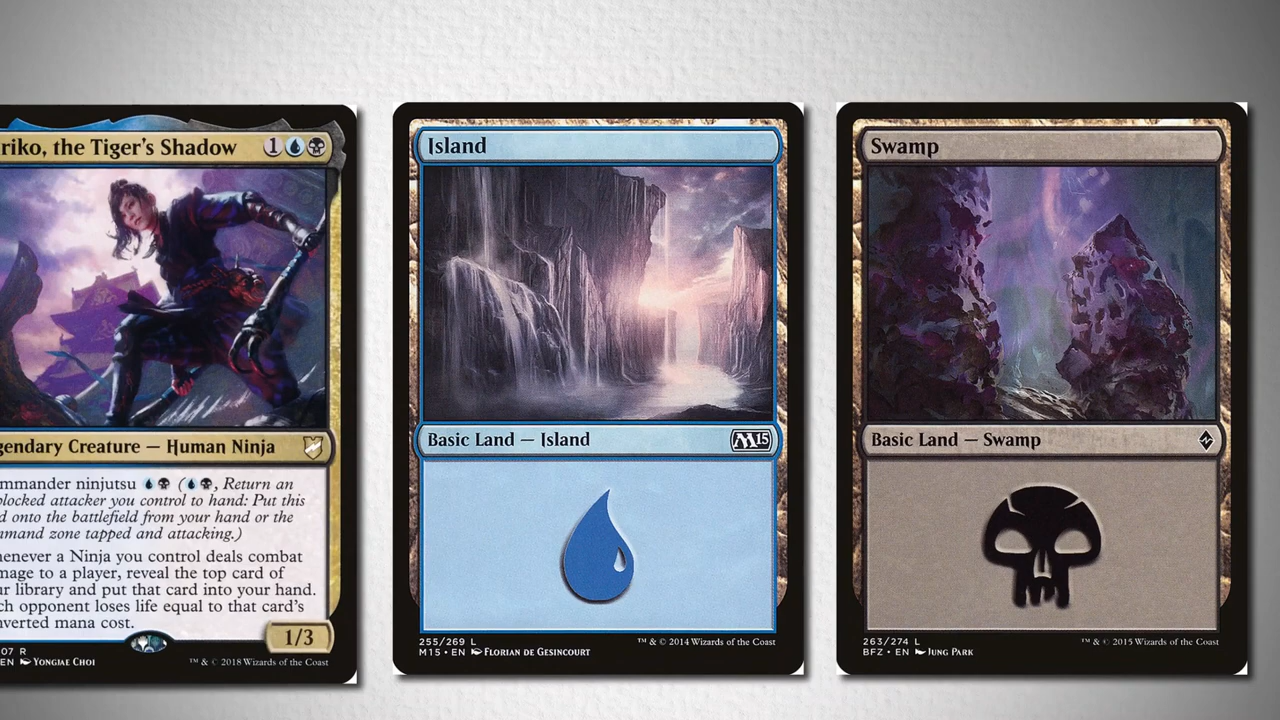 riko, the Tiger's Shadow 1
gendary Creature — Human Ninja
mmander ninjutsu ( , Return an
blocked attacker you control to hand: Put this
d onto the battlefield from your hand or the
mmand zone tapped and attacking.)
henever a Ninja you control deals combat
mage to a player, reveal the top card of
ur library and put that card into your hand.
ch opponent loses life equal to that card's
nverted mana cost.
1/3
07 R
EN Yongjae Choi
™ & © 2018 Wizards of the Coast
Island
Basic Land — Island
M15
255/269 L
M15 • EN Florian de Gesincourt
™ & © 2014 Wizards of the Coast
Swamp
Basic Land — Swamp
263/274 L
BFZ • EN Jung Park
™ & © 2015 Wizards of the Coast